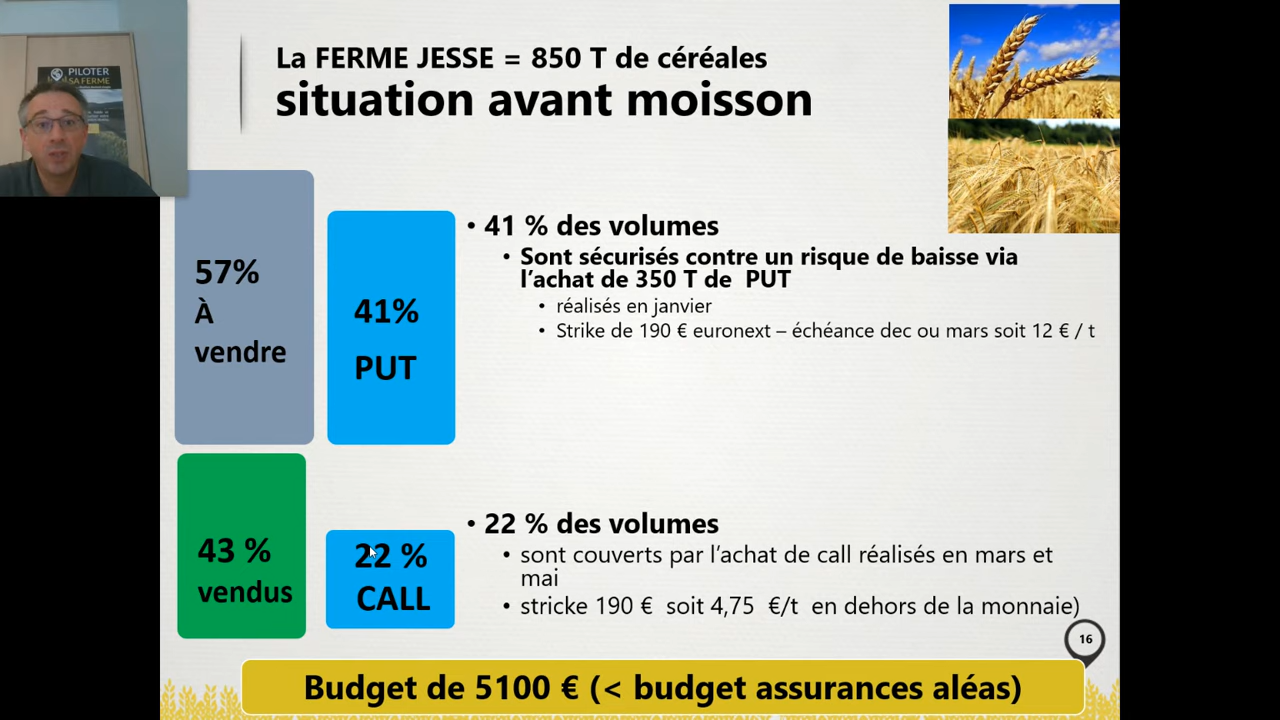 PILOTER
SA FERME
La FERME JESSE = 850 T de céréales
situation avant moisson
57%
À
vendre
41%
PUT
• 41 % des volumes
• Sont sécurisés contre un risque de baisse via
l’achat de 350 T de PUT
• réalisés en janvier
• Strike de 190 € euronext – échéance dec ou mars soit 12 € / t
43 %
vendus
22 %
CALL
• 22 % des volumes
• sont couverts par l’achat de call réalisés en mars et
mai
• stricke 190 € soit 4,75 €/t en dehors de la monnaie)
16
Budget de 5100 € (< budget assurances aléas)